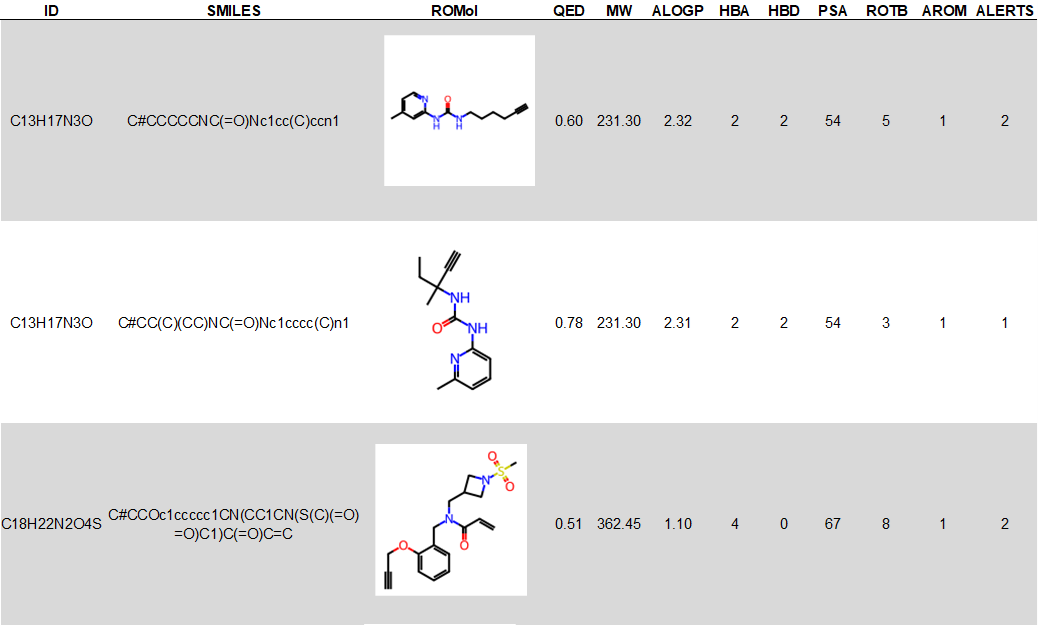 ID SMILES ROMol QED MW ALOGP HBA HBD PSA ROTB AROM ALERTS
C13H17N3O C#CCCCCNC(=O)Nc1cc(C)ccn1 N O N H N H 0.60 231.30 2.32 2 2 54 5 1 2
C13H17N3O C#CC(C)(CC)NC(=O)Nc1cccc(C)n1 NH O NH N 0.78 231.30 2.31 2 2 54 3 1 1
C18H22N2O4S C#CCOc1ccccc1CN(CC1CN(S(C)(=O)
=O)C1)C(=O)C=C O S O N N O O 0.51 362.45 1.10 4 0 67 8 1 2